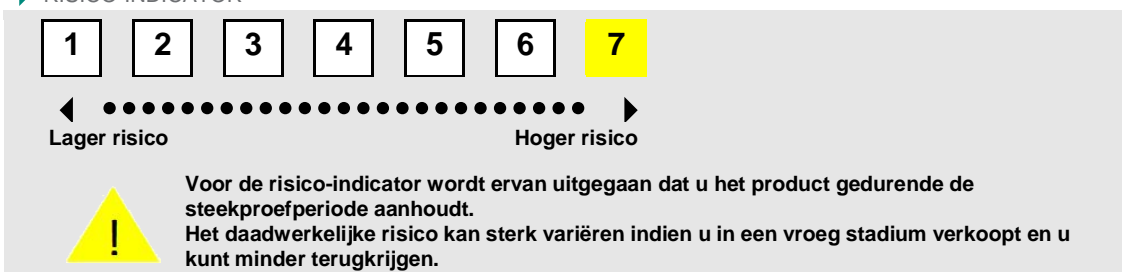 RISICO-INDICATOR
1 2 3 4 5 6 7
Lager risico Hoger risico
!
Voor de risico-indicator wordt ervan uitgegaan dat u het product gedurende de
steekproefperiode aanhoudt.
Het daadwerkelijke risico kan sterk variëren indien u in een vroeg stadium verkoopt en u
kunt minder terugkrijgen.